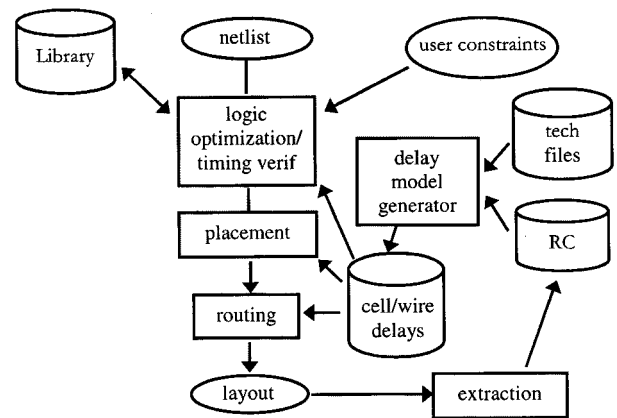 Library
netlist
user constraints
logic
optimization/
timing verif
tech
files
delay
model
generator
placement
RC
cell/wire
delays
routing
layout
extraction